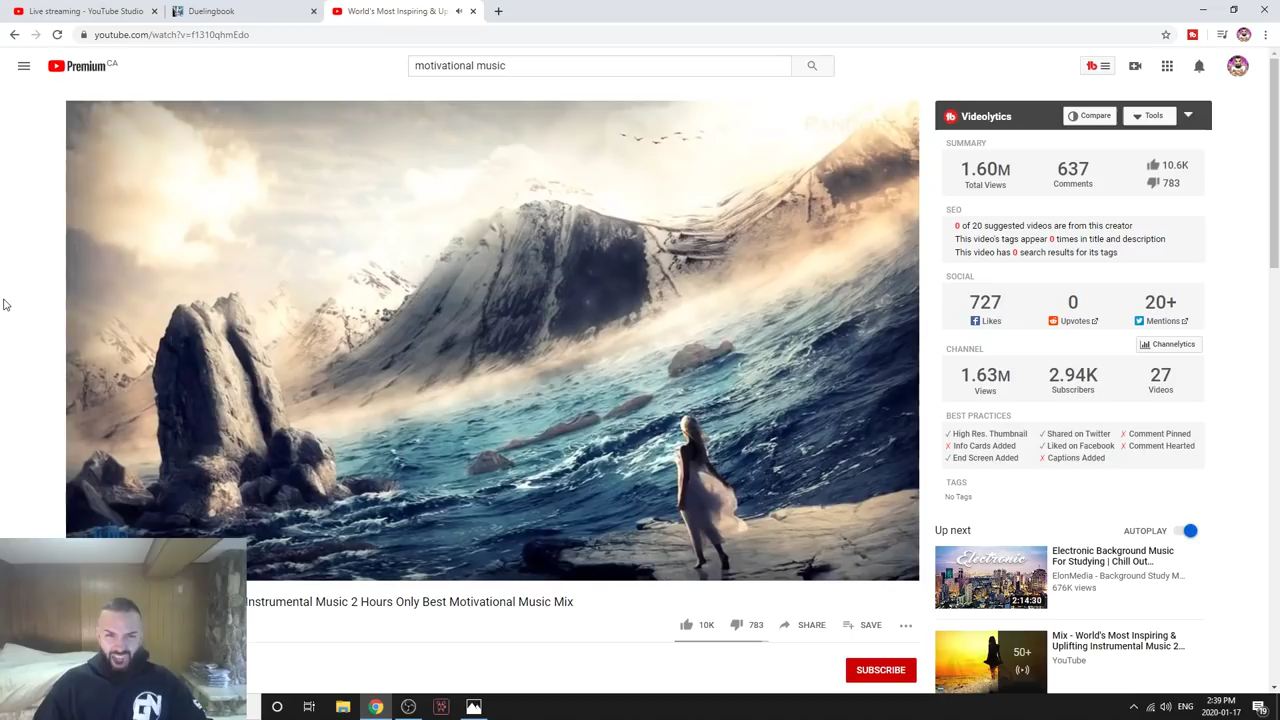 Live streaming - YouTube Studio
Duelingbook
World's Most Inspiring & Up
youtube.com/watch?v=f1310qhmEdo
Premium CA
motivational music
Videolytics
Compare
Tools
SUMMARY
1.60M
Total Views
637
Comments
10.6K
783
SEO
0 of 20 suggested videos are from this creator
This video's tags appear 0 times in title and description
This video has 0 search results for its tags
SOCIAL
727
Likes
0
Upvotes
20+
Mentions
CHANNEL
Channelytics
1.63M
Views
2.94K
Subscribers
27
Videos
BEST PRACTICES
✓ High Res. Thumbnail
✓ Shared on Twitter
✗ Comment Pinned
✗ Info Cards Added
✓ Liked on Facebook
✗ Comment Hearted
✓ End Screen Added
✗ Captions Added
TAGS
No Tags
Up next
AUTOPLAY
Electronic
2:14:30
Electronic Background Music
For Studying | Chill Out...
ElonMedia - Background Study M...
676K views
50+
Mix - World's Most Inspiring &
Uplifting Instrumental Music 2...
YouTube
nstrumental Music 2 Hours Only Best Motivational Music Mix
10K
783
SHARE
SAVE
SUBSCRIBE
GN
ENG
2:39 PM
2020-01-17
19